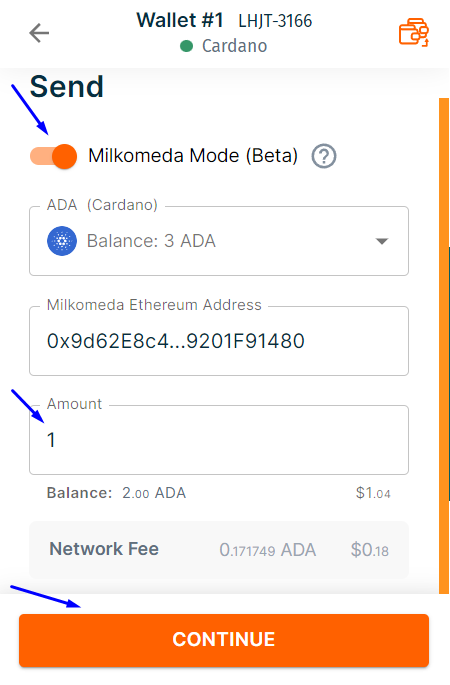 Wallet #1 LHJT-3166
Cardano
Send
Milkomeda Mode (Beta) ?
ADA (Cardano)
Balance: 3 ADA
Milkomeda Ethereum Address
0x9d62E8c4...9201F91480
Amount
1
Balance: 2.00 ADA $1.04
Network Fee 0.171749 ADA $0.18
CONTINUE